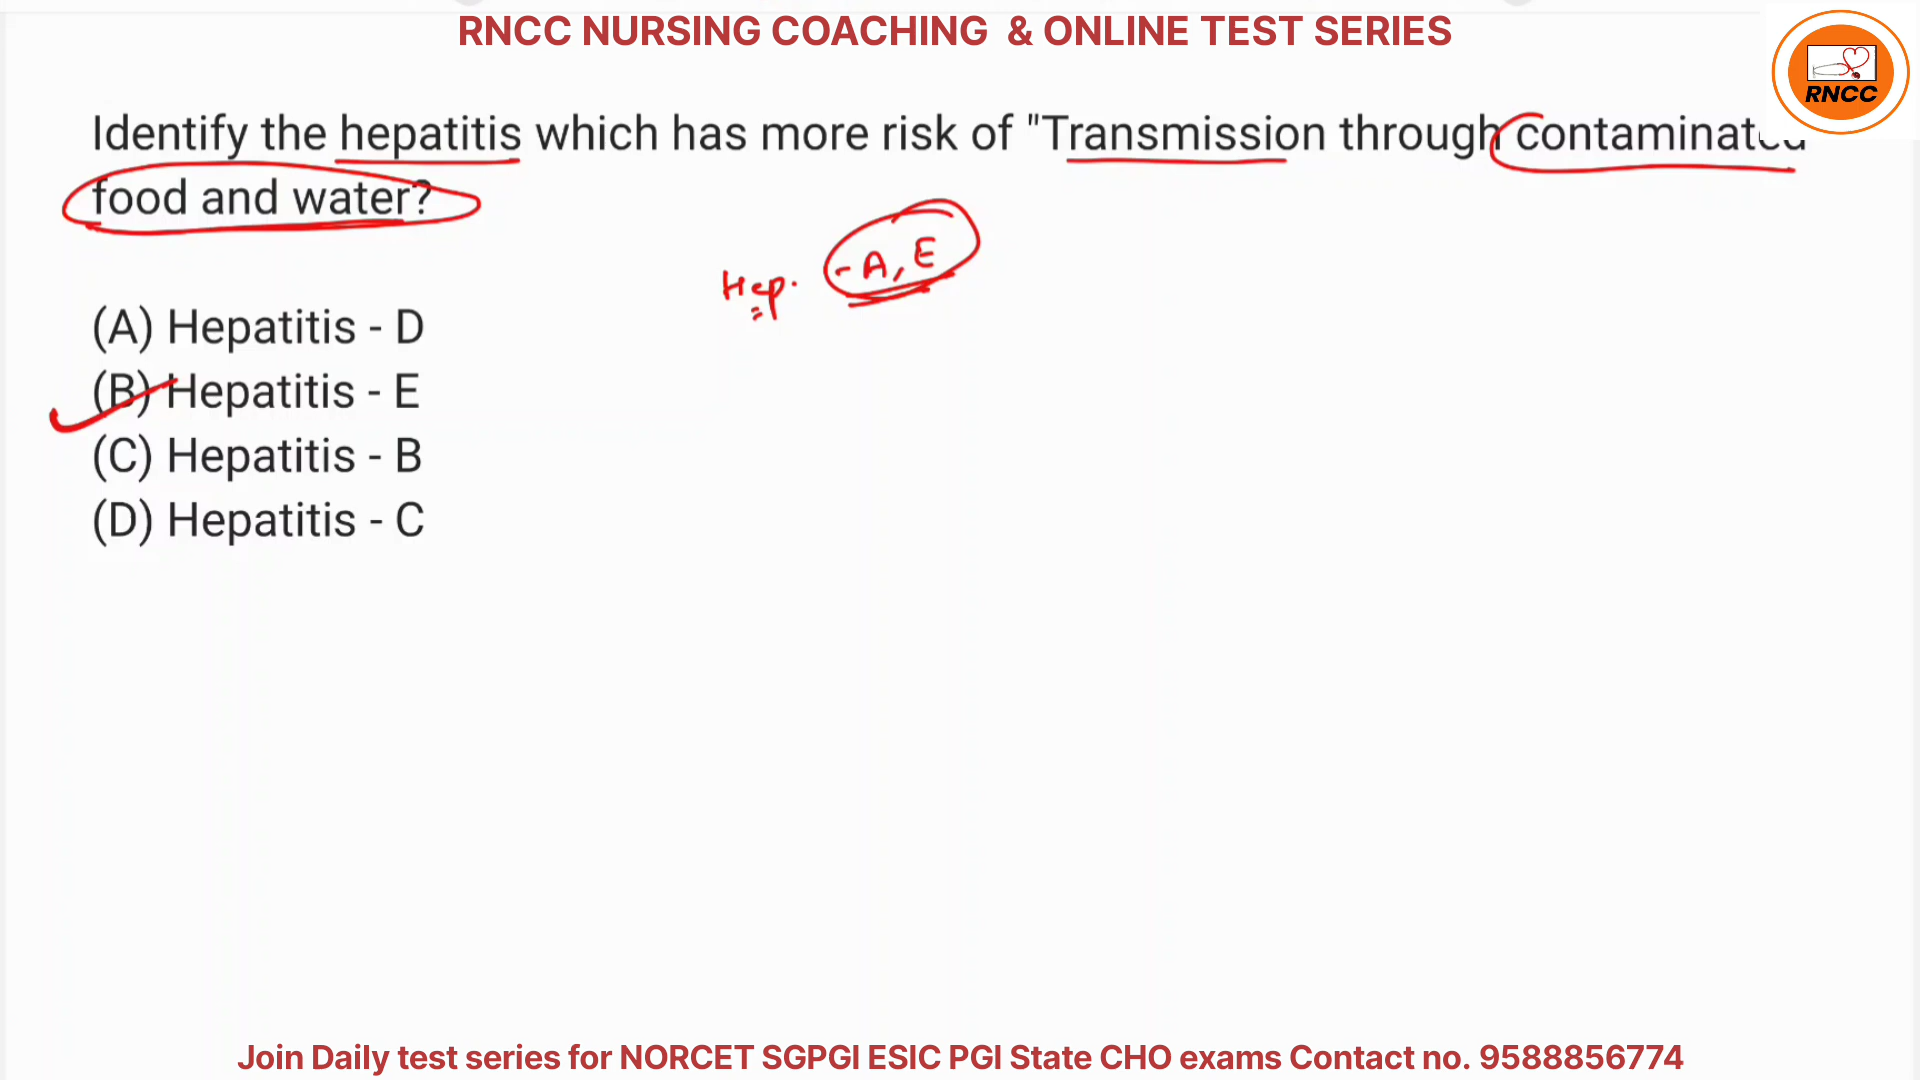 RNCC NURSING COACHING & ONLINE TEST SERIES
RNCC
Identify the hepatitis which has more risk of "Transmission through contaminated
food and water?
Hep. - A, E
(A) Hepatitis - D
(B) Hepatitis - E
(C) Hepatitis - B
(D) Hepatitis - C
Join Daily test series for NORCET SGPGI ESIC PGI State CHO exams Contact no. 9588856774